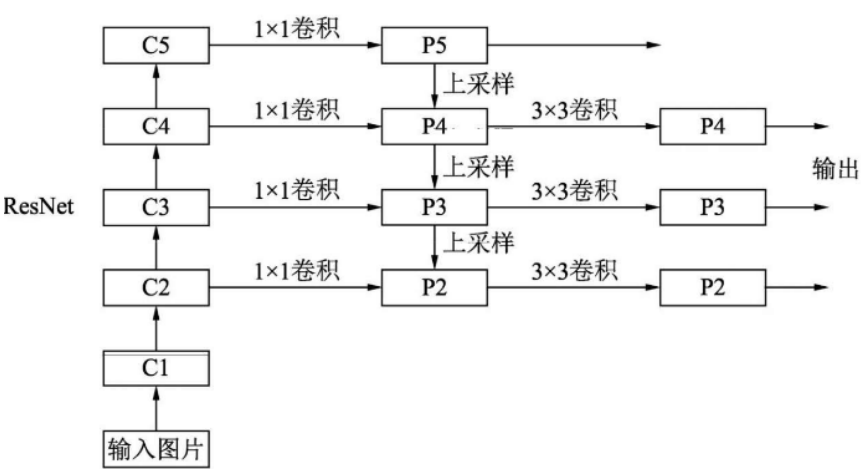 C5 1×1卷积 P5
上采样
C4 1×1卷积 P4 3×3卷积 P4
上采样 输出
ResNet C3 1×1卷积 P3 3×3卷积 P3
上采样
C2 1×1卷积 P2 3×3卷积 P2
C1
输入图片